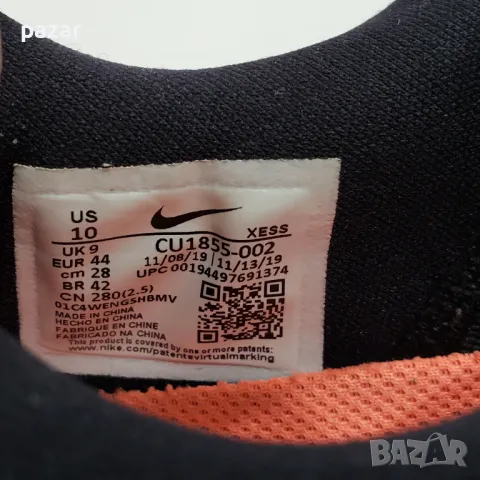 pazar
US
10
XESS
UK 9
CU1855-002
EUR 44
11/08/19 | 11/13/19
cm 28
UPC 00194497691374
BR 42
CN 280(2.5)
01C4WENGSHBMV
MADE IN CHINA
HECHO EN CHINA
FABRIQUE EN CHINE
FABRICADO NA CHINA
This product is covered by one or more patents:
www.nike.com/patentsvirtualmarking
BAZAR
bg